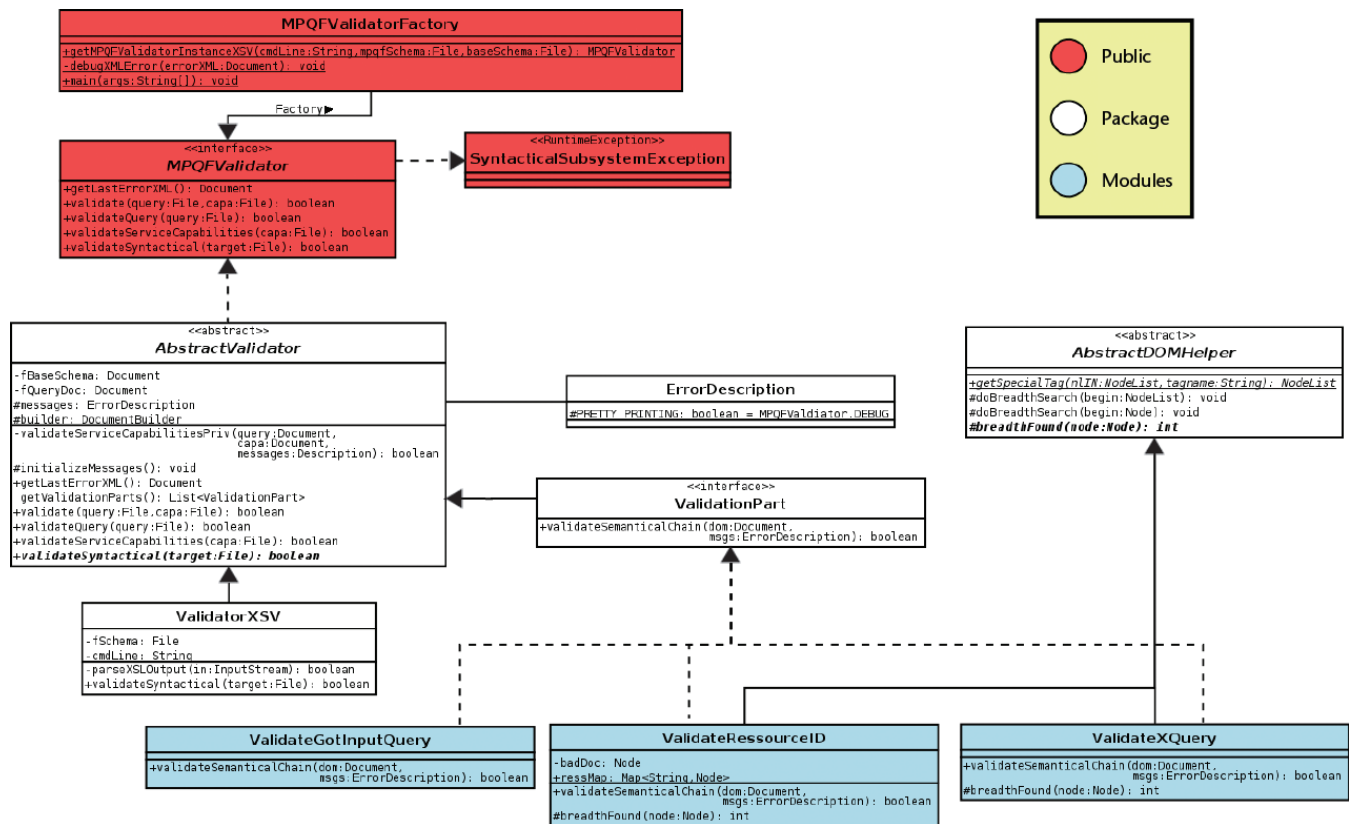 MPQFValidatorFactory
+getMPQFValidatorInstanceXSV(cmdLine:String,mpqfSchema:File,baseSchema:File): MPQFValidator
-debugXMLError(errorXML:Document): void
+main(args:String[]): void
Public
Package
Modules
Factory▶
<<interface>>
MPQFValidator
+getLastErrorXML(): Document
+validate(query:File,capa:File): boolean
+validateQuery(query:File): boolean
+validateServiceCapabilities(capa:File): boolean
+validateSyntactical(target:File): boolean
<<RuntimeException>>
SyntacticalSubsystemException
<<abstract>>
AbstractValidator
-fBaseSchema: Document
-fQueryDoc: Document
#messages: ErrorDescription
#builder: DocumentBuilder
-validateServiceCapabilitiesPriv(query:Document,
capa:Document,
messages:Description): boolean
#initializeMessages(): void
+getLastErrorXML(): Document
getValidationParts(): List<ValidationPart>
+validate(query:File,capa:File): boolean
+validateQuery(query:File): boolean
+validateServiceCapabilities(capa:File): boolean
+validateSyntactical(target:File): boolean
ErrorDescription
#PRETTY_PRINTING: boolean = MPQFValdiator.DEBUG
<<abstract>>
AbstractDOMHelper
+getSpecialTag(nlIN:NodeList,tagname:String): NodeList
#doBreadthSearch(begin:NodeList): void
#doBreadthSearch(begin:Node): void
#breadthFound(node:Node): int
<<interface>>
ValidationPart
+validateSemanticalChain(dom:Document,
msgs:ErrorDescription): boolean
ValidatorXSV
-fSchema: File
-cmdLine: String
-parseXSLOutput(in:InputStream): boolean
+validateSyntactical(target:File): boolean
ValidateGotInputQuery
+validateSemanticalChain(dom:Document,
msgs:ErrorDescription): boolean
ValidateRessourceID
-badDoc: Node
+ressMap: Map<String,Node>
+validateSemanticalChain(dom:Document,
msgs:ErrorDescription): boolean
#breadthFound(node:Node): int
ValidateXQuery
+validateSemanticalChain(dom:Document,
msgs:ErrorDescription): boolean
#breadthFound(node:Node): int